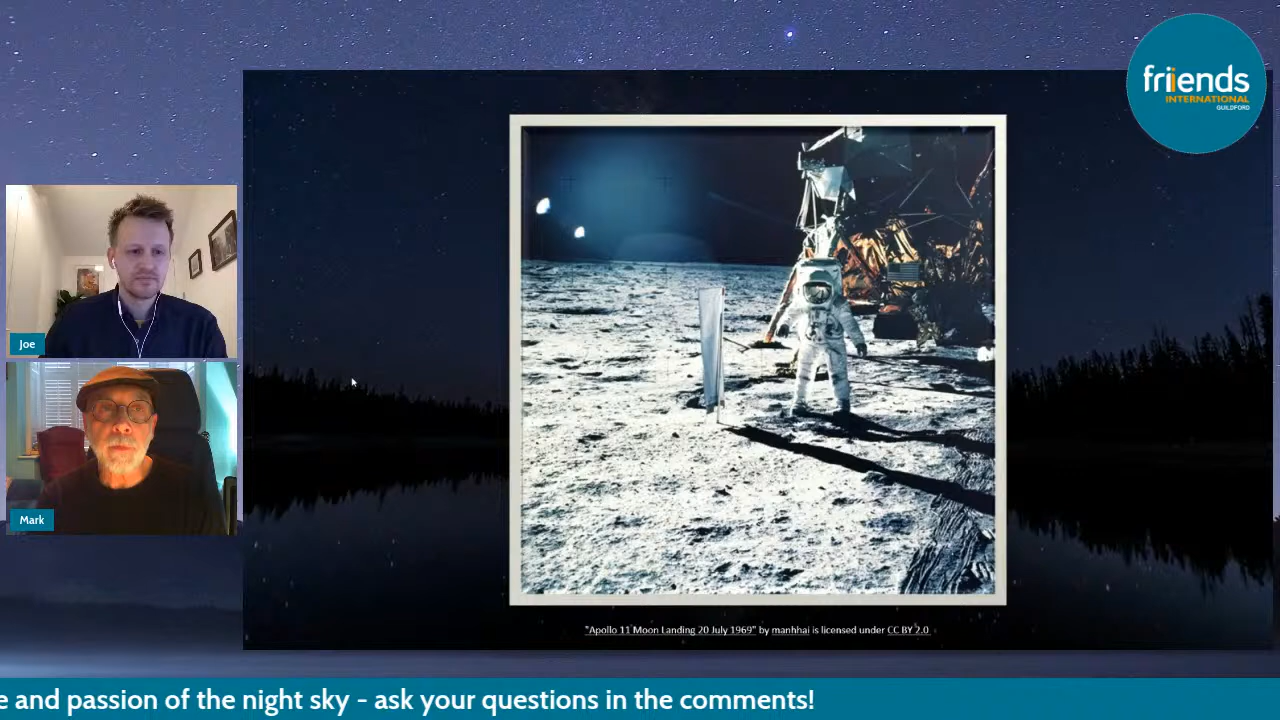 friends
INTERNATIONAL
GUILDFORD
Joe
Mark
"Apollo 11 Moon Landing 20 July 1969" by manhhai is licensed under CC BY 2.0
e and passion of the night sky - ask your questions in the comments!